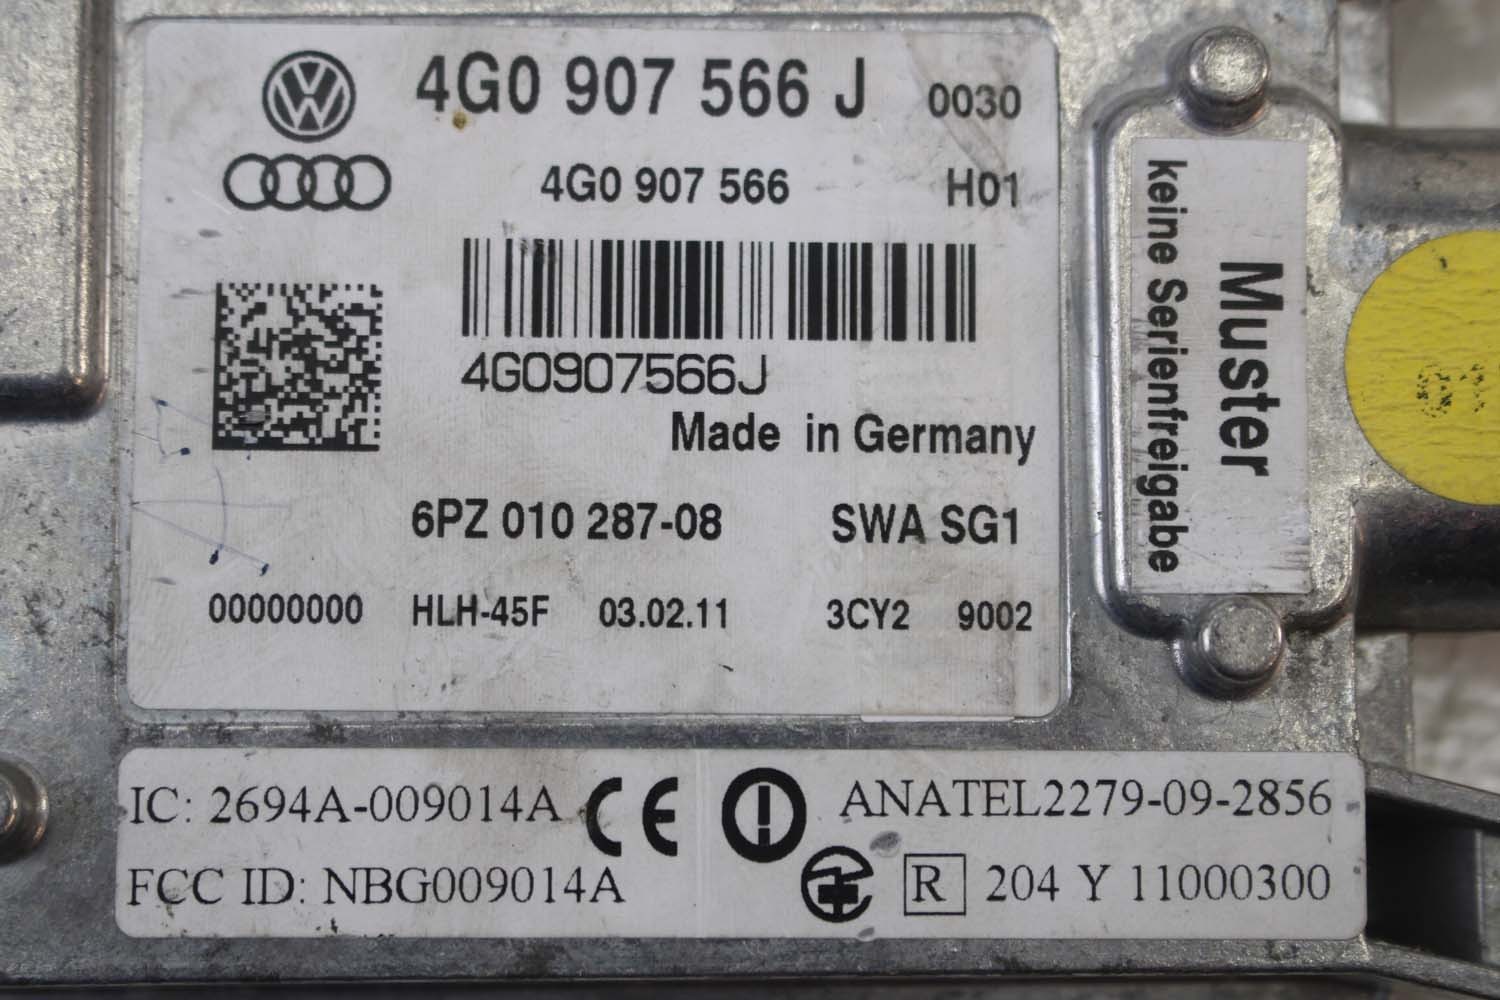 4G0 907 566 J 0030
4G0 907 566 H01
4G0907566J
Made in Germany
6PZ 010 287-08 SWA SG1
00000000 HLH-45F 03.02.11 3CY2 9002
Muster
keine Serienfreigabe
IC: 2694A-009014A CE ANATEL2279-09-2856
FCC ID: NBG009014A R 204 Y 11000300